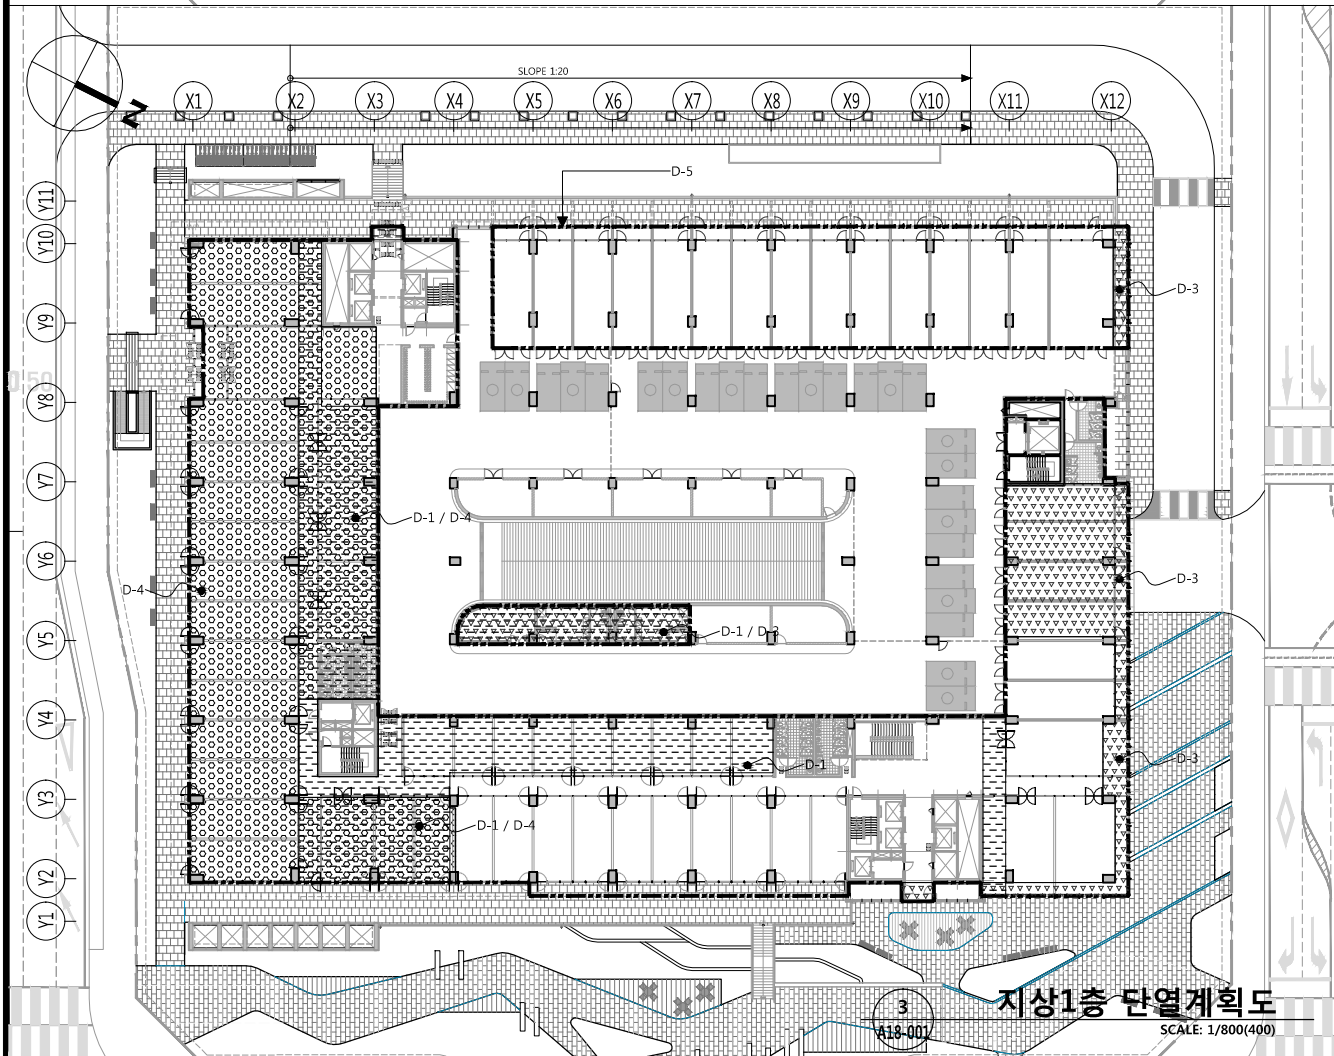 SLOPE 1:20
X1 X2 X3 X4 X5 X6 X7 X8 X9 X10 X11 X12
N
D-5
Y11
Y10
D-3
Y9
Y8
Y7
D-1 / D-4
Y6
D-3
D-4
Y5
D-1 / D-3
Y4
D-3
D-1
Y3
D-1 / D-4
Y2
Y1
3
A18-001
지상1층 단열계획도
SCALE: 1/800(400)